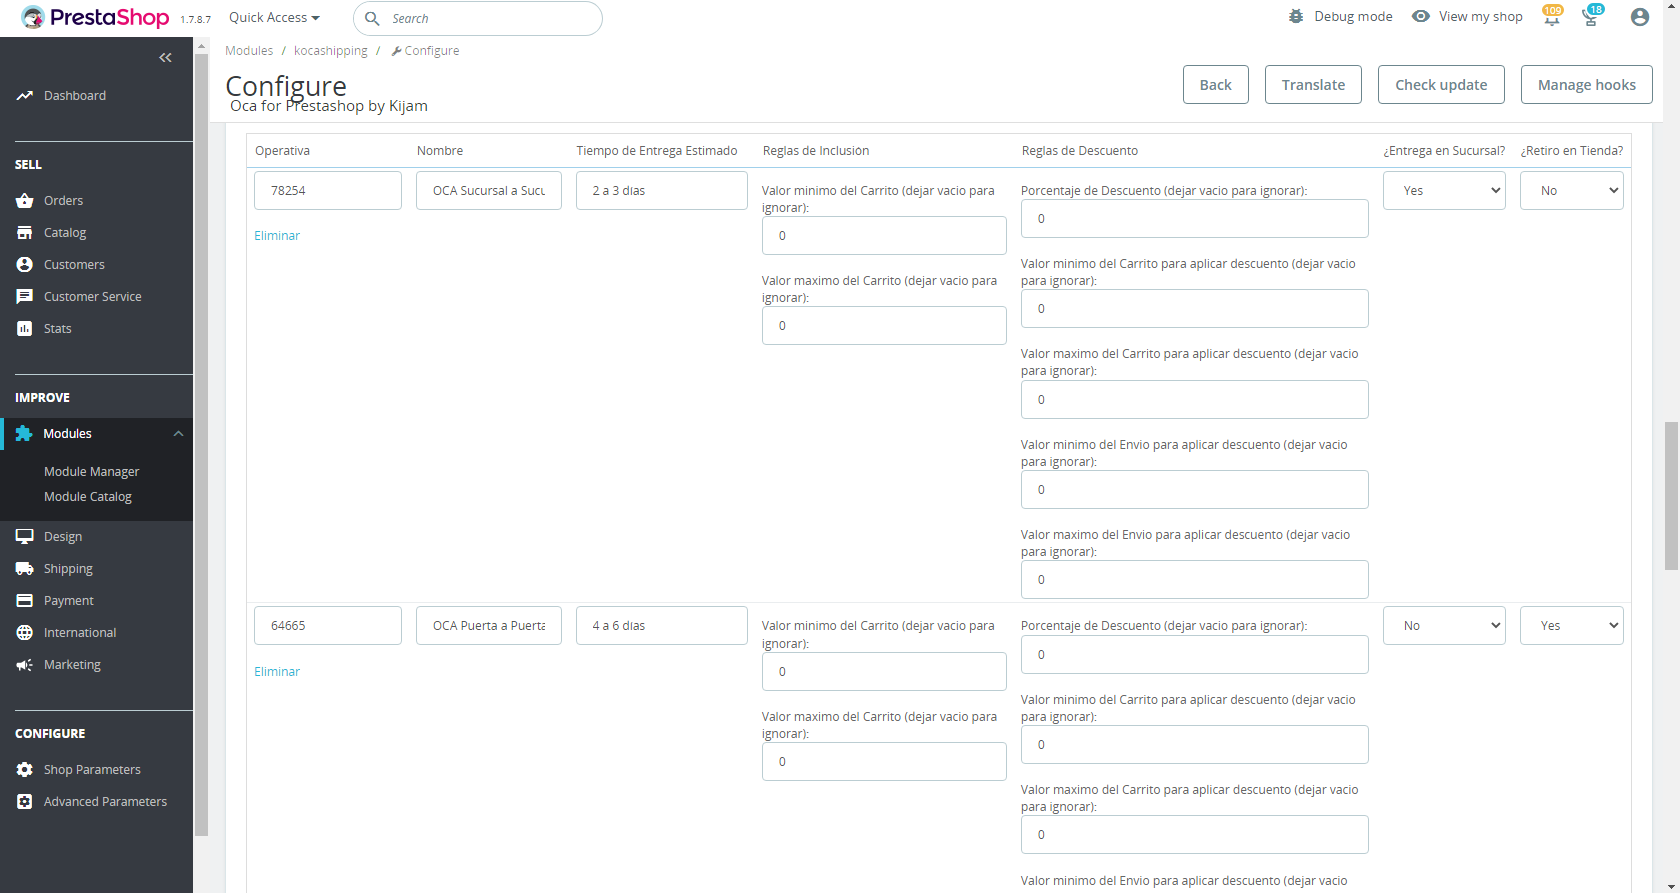 PrestaShop 1.7.8.7 Quick Access Search Debug mode View my shop 109 18
Modules / kocashipping / Configure
Configure
Oca for Prestashop by Kijam
Back Translate Check update Manage hooks
Dashboard
SELL
Orders
Catalog
Customers
Customer Service
Stats
IMPROVE
Modules
Module Manager
Module Catalog
Design
Shipping
Payment
International
Marketing
CONFIGURE
Shop Parameters
Advanced Parameters
Operativa Nombre Tiempo de Entrega Estimado Reglas de Inclusión Reglas de Descuento ¿Entrega en Sucursal? ¿Retiro en Tienda?
78254 OCA Sucursal a Sucu 2 a 3 días
Eliminar
Valor minimo del Carrito (dejar vacio para
ignorar):
0
Valor maximo del Carrito (dejar vacio para
ignorar):
0
Porcentaje de Descuento (dejar vacio para ignorar):
0
Valor minimo del Carrito para aplicar descuento (dejar vacio
para ignorar):
0
Valor maximo del Carrito para aplicar descuento (dejar vacio
para ignorar):
0
Valor minimo del Envio para aplicar descuento (dejar vacio
para ignorar):
0
Valor maximo del Envio para aplicar descuento (dejar vacio
para ignorar):
0
Yes No
64665 OCA Puerta a Puerta 4 a 6 días
Eliminar
Valor minimo del Carrito (dejar vacio para
ignorar):
0
Valor maximo del Carrito (dejar vacio para
ignorar):
0
Porcentaje de Descuento (dejar vacio para ignorar):
0
Valor minimo del Carrito para aplicar descuento (dejar vacio
para ignorar):
0
Valor maximo del Carrito para aplicar descuento (dejar vacio
para ignorar):
0
Valor minimo del Envio para aplicar descuento (dejar vacio
No Yes